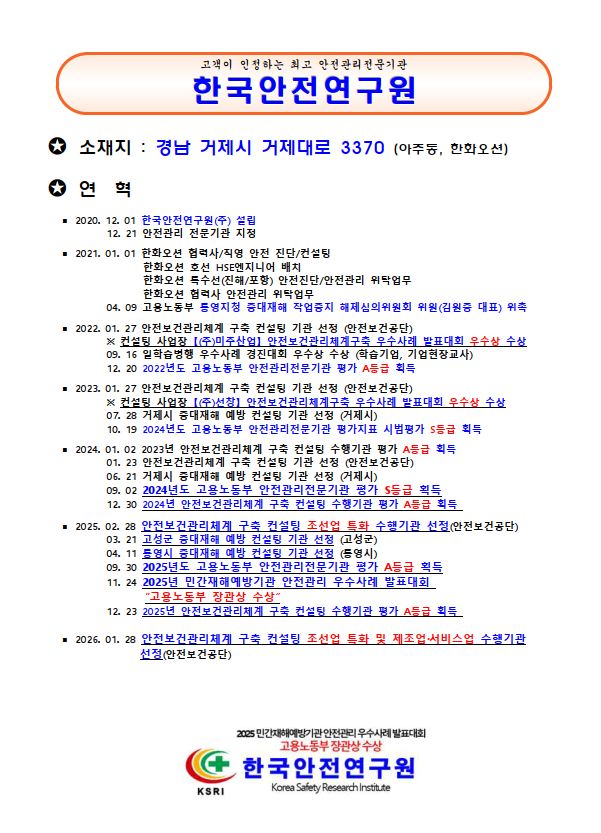 고객이 인정하는 최고 안전관리전문기관
한국안전연구원
✪ 소재지 : 경남 거제시 거제대로 3370 (아주동, 한화오션)
✪ 연 혁
▪ 2020. 12. 01 한국안전연구원(주) 설립
12. 21 안전관리 전문기관 지정
▪ 2021. 01. 01 한화오션 협력사/직영 안전 진단/컨설팅
한화오션 호선 HSE엔지니어 배치
한화오션 특수선(진해/포항) 안전진단/안전관리 위탁업무
한화오션 협력사 안전관리 위탁업무
04. 09 고용노동부 통영지청 중대재해 작업중지 해제심의위원회 위원(김원중 대표) 위촉
▪ 2022. 01. 27 안전보건관리체계 구축 컨설팅 기관 선정 (안전보건공단)
※ 컨설팅 사업장 [(주)미주산업] 안전보건관리체계구축 우수사례 발표대회 우수상 수상
09. 16 일학습병행 우수사례 경진대회 우수상 수상 (학습기업, 기업현장교사)
12. 20 2022년도 고용노동부 안전관리전문기관 평가 A등급 획득
▪ 2023. 01. 27 안전보건관리체계 구축 컨설팅 기관 선정 (안전보건공단)
※ 컨설팅 사업장 [(주)선창] 안전보건관리체계구축 우수사례 발표대회 우수상 수상
07. 28 거제시 중대재해 예방 컨설팅 기관 선정 (거제시)
10. 19 2024년도 고용노동부 안전관리전문기관 평가지표 시범평가 S등급 획득
▪ 2024. 01. 02 2023년 안전보건관리체계 구축 컨설팅 수행기관 평가 A등급 획득
01. 23 안전보건관리체계 구축 컨설팅 기관 선정 (안전보건공단)
06. 21 거제시 중대재해 예방 컨설팅 기관 선정 (거제시)
09. 02 2024년도 고용노동부 안전관리전문기관 평가 S등급 획득
12. 30 2024년 안전보건관리체계 구축 컨설팅 수행기관 평가 A등급 획득
▪ 2025. 02. 28 안전보건관리체계 구축 컨설팅 조선업 특화 수행기관 선정(안전보건공단)
03. 21 고성군 중대재해 예방 컨설팅 기관 선정 (고성군)
04. 11 통영시 중대재해 예방 컨설팅 기관 선정 (통영시)
09. 30 2025년도 고용노동부 안전관리전문기관 평가 A등급 획득
11. 24 2025년 민간재해예방기관 안전관리 우수사례 발표대회
"고용노동부 장관상 수상"
12. 23 2025년 안전보건관리체계 구축 컨설팅 수행기관 평가 A등급 획득
▪ 2026. 01. 28 안전보건관리체계 구축 컨설팅 조선업 특화 및 제조업·서비스업 수행기관
선정(안전보건공단)
2025 민간재해예방기관 안전관리 우수사례 발표대회
고용노동부 장관상 수상
한국안전연구원
Korea Safety Research Institute
KSRI